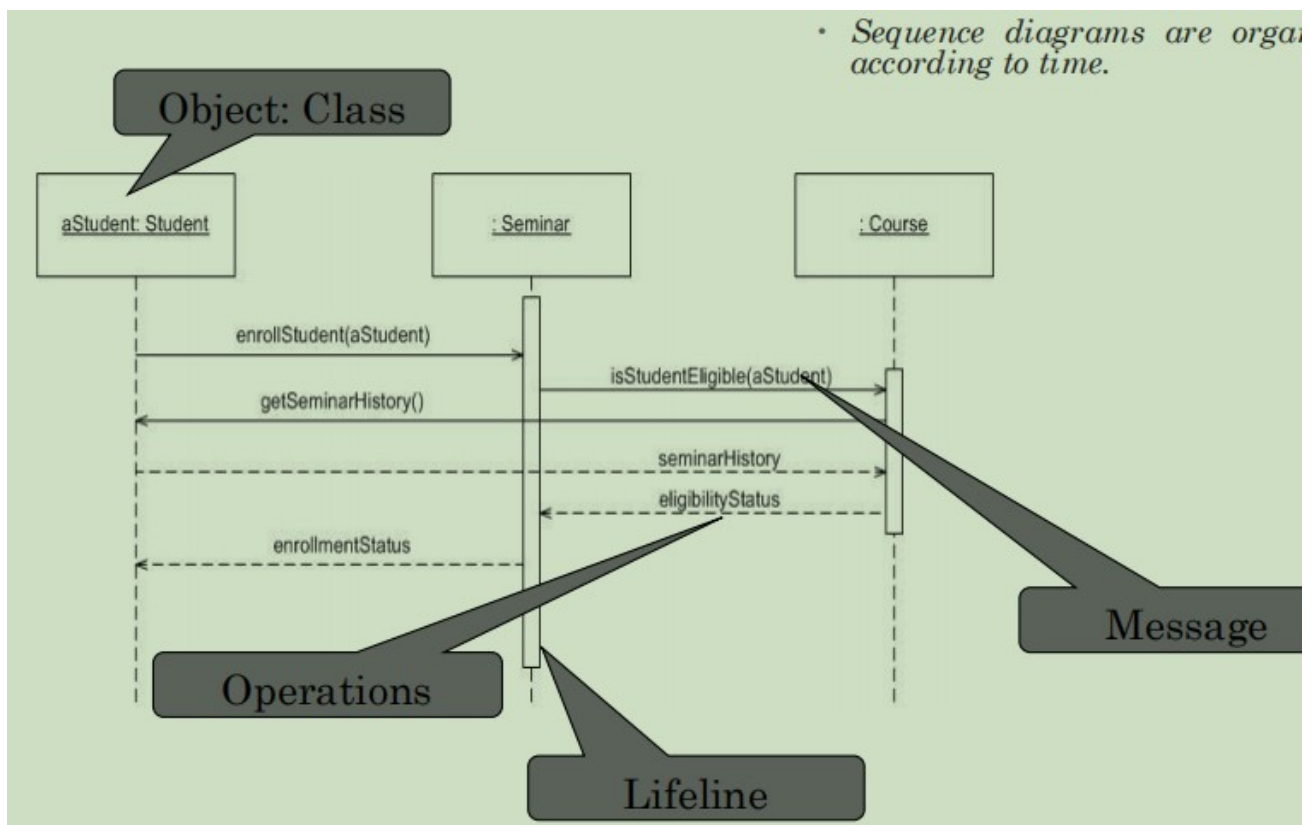 • Sequence diagrams are
according to time.
Object: Class
aStudent: Student
: Seminar
: Course
enrollStudent(aStudent)
isStudentEligible(aStudent)
getSeminarHistory()
seminarHistory
eligibilityStatus
enrollmentStatus
Message
Operations
Lifeline